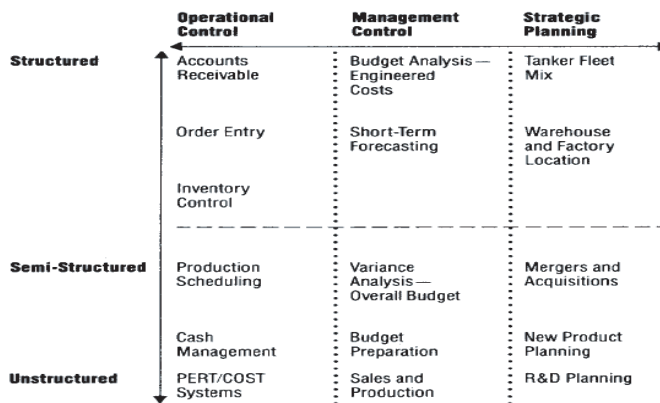 Operational Control
Management Control
Strategic Planning
Structured
Accounts Receivable
Budget Analysis — Engineered Costs
Tanker Fleet Mix
Order Entry
Short-Term Forecasting
Warehouse and Factory Location
Inventory Control
Semi-Structured
Production Scheduling
Variance Analysis — Overall Budget
Mergers and Acquisitions
Cash Management
Budget Preparation
New Product Planning
Unstructured
PERT/COST Systems
Sales and Production
R&D Planning